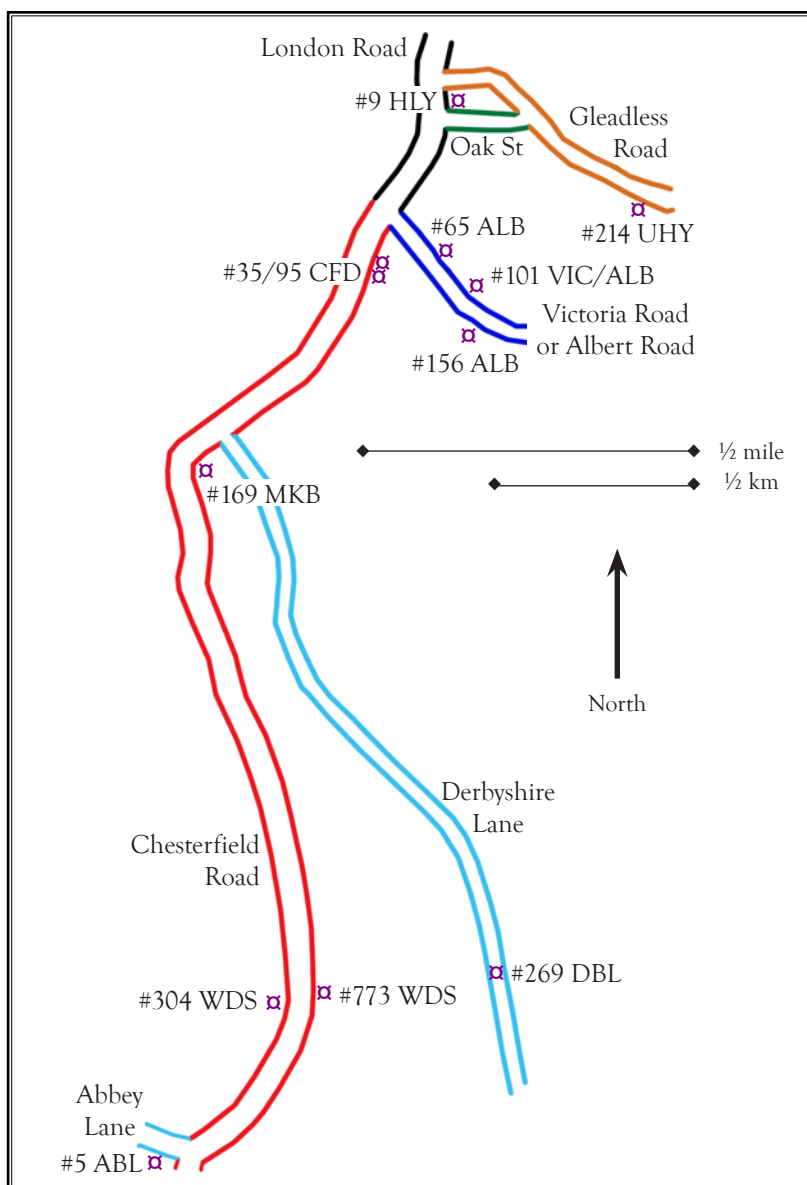 London Road
#9 HLY
Gleadless
Road
Oak St
#214 UHY
#65 ALB
#35/95 CFD
#101 VIC/ALB
Victoria Road
or Albert Road
#156 ALB
½ mile
#169 MKB
½ km
North
Derbyshire
Lane
Chesterfield
Road
#269 DBL
#304 WDS
#773 WDS
Abbey
Lane
#5 ABL